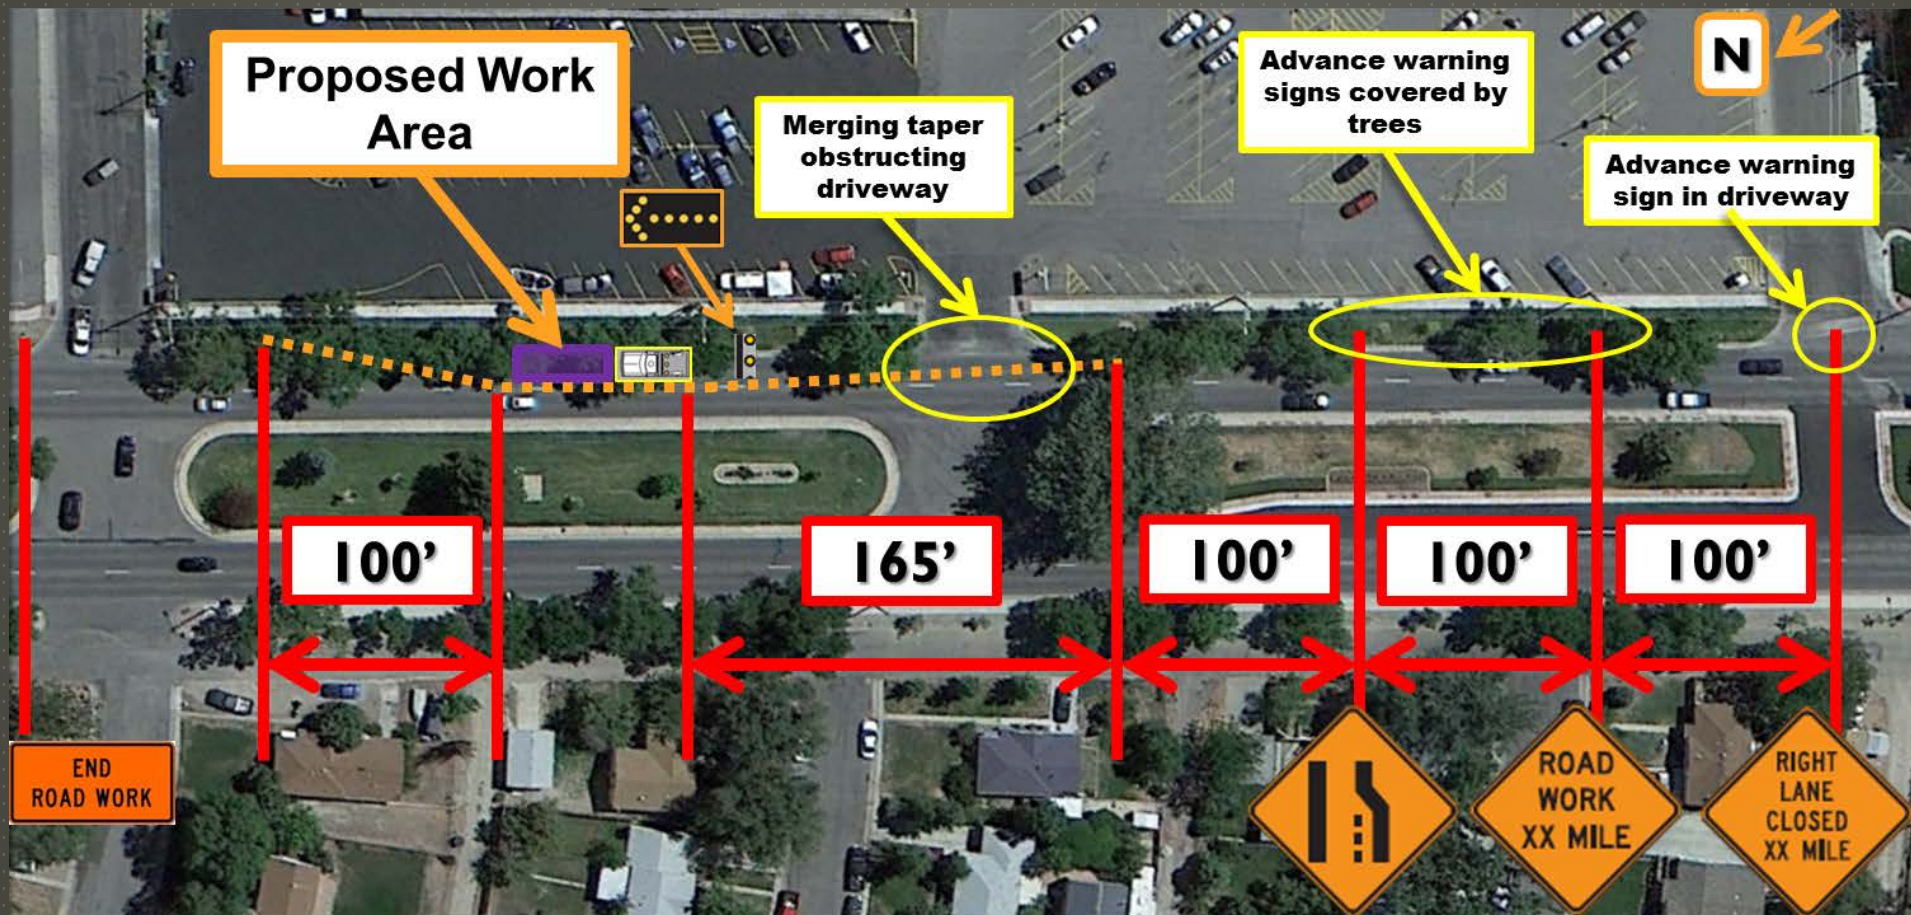 Proposed Work
Area
Merging taper
obstructing
driveway
Advance warning
signs covered by
trees
N
Advance warning
sign in driveway
100’
165’
100’
100’
100’
END
ROAD WORK
ROAD
WORK
XX MILE
RIGHT
LANE
CLOSED
XX MILE